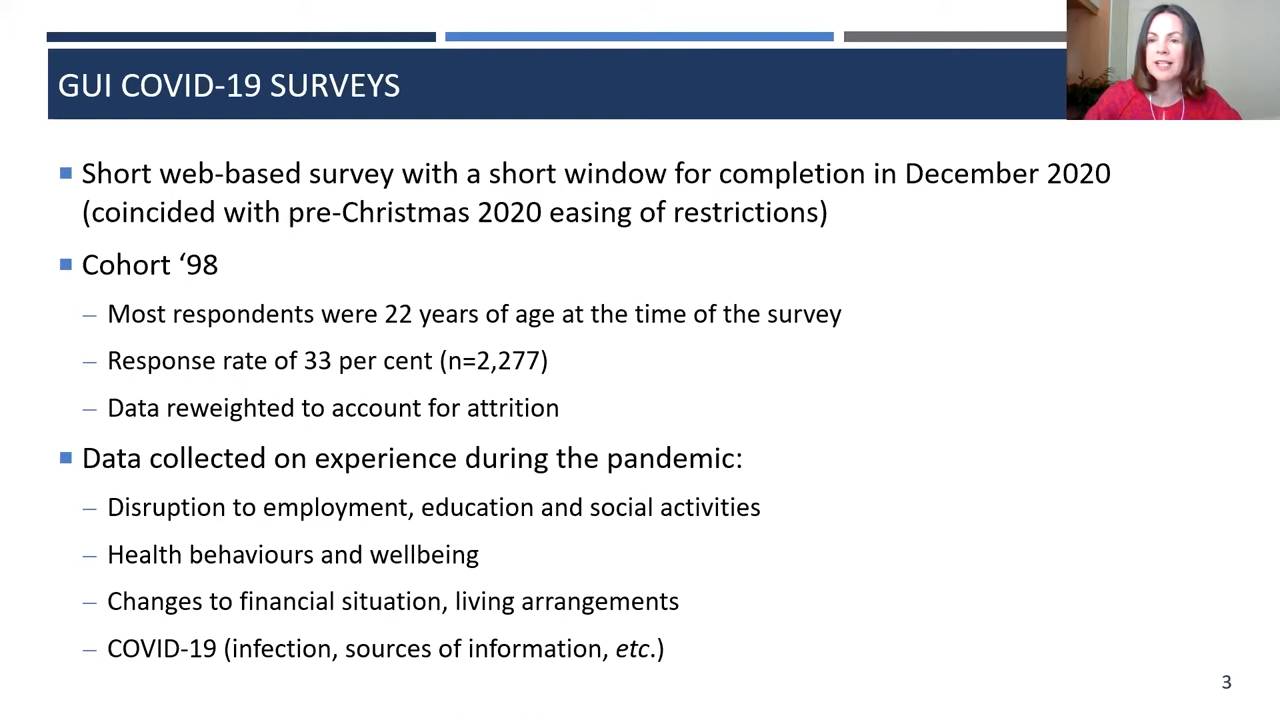 GUI COVID-19 SURVEYS
Short web-based survey with a short window for completion in December 2020
(coincided with pre-Christmas 2020 easing of restrictions)
Cohort ‘98
– Most respondents were 22 years of age at the time of the survey
– Response rate of 33 per cent (n=2,277)
– Data reweighted to account for attrition
Data collected on experience during the pandemic:
– Disruption to employment, education and social activities
– Health behaviours and wellbeing
– Changes to financial situation, living arrangements
– COVID-19 (infection, sources of information, etc.)
3